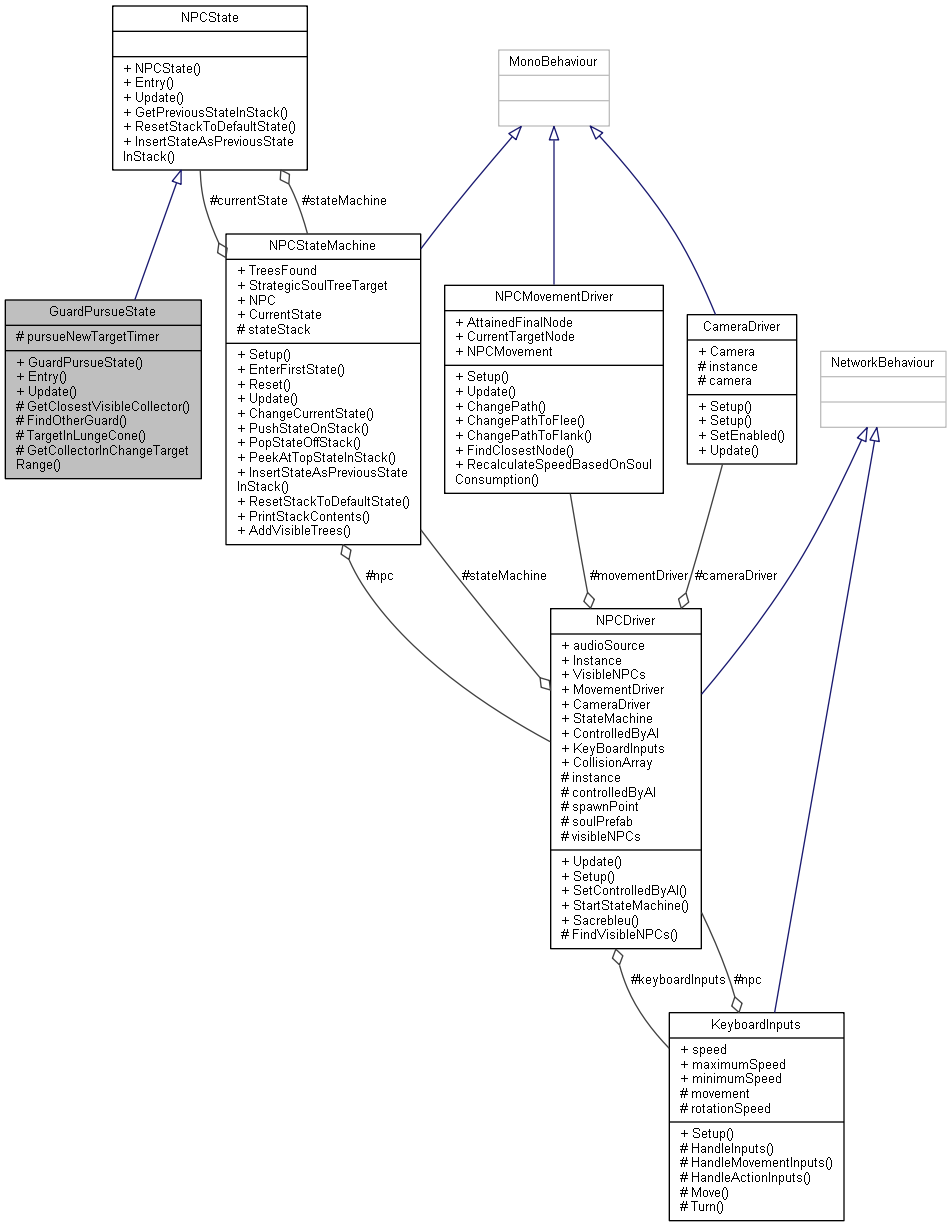 NPCState
+ NPCState()
+ Entry()
+ Update()
+ GetPreviousStateInStack()
+ ResetStackToDefaultState()
+ InsertStateAsPreviousState
InStack()
MonoBehaviour
#currentState
#stateMachine
NPCStateMachine
+ TreesFound
+ StrategicSoulTreeTarget
+ NPC
+ CurrentState
# stateStack
+ Setup()
+ EnterFirstState()
+ Reset()
+ Update()
+ ChangeCurrentState()
+ PushStateOnStack()
+ PopStateOffStack()
+ PeekAtTopStateInStack()
+ InsertStateAsPreviousState
InStack()
+ ResetStackToDefaultState()
+ PrintStackContents()
+ AddVisibleTrees()
GuardPursueState
# pursueNewTargetTimer
+ GuardPursueState()
+ Entry()
+ Update()
# GetClosestVisibleCollector()
# FindOtherGuard()
# TargetInLungeCone()
# GetCollectorInChangeTarget
Range()
NPCMovementDriver
+ AttainedFinalNode
+ CurrentTargetNode
+ NPCMovement
+ Setup()
+ Update()
+ ChangePath()
+ ChangePathToFlee()
+ ChangePathToFlank()
+ FindClosestNode()
+ RecalculateSpeedBasedOnSoul
Consumption()
CameraDriver
+ Camera
# instance
# camera
+ Setup()
+ Setup()
+ SetEnabled()
+ Update()
NetworkBehaviour
#npc
#stateMachine
#movementDriver
#cameraDriver
NPCDriver
+ audioSource
+ Instance
+ VisibleNPCs
+ MovementDriver
+ CameraDriver
+ StateMachine
+ ControlledByAI
+ KeyBoardInputs
+ CollisionArray
# instance
# controlledByAI
# spawnPoint
# soulPrefab
# visibleNPCs
+ Update()
+ Setup()
+ SetControlledByAI()
+ StartStateMachine()
+ Sacrebleu()
# FindVisibleNPCs()
#keyboardInputs
#npc
KeyboardInputs
+ speed
+ maximumSpeed
+ minimumSpeed
# movement
# rotationSpeed
+ Setup()
# HandleInputs()
# HandleMovementInputs()
# HandleActionInputs()
# Move()
# Turn()